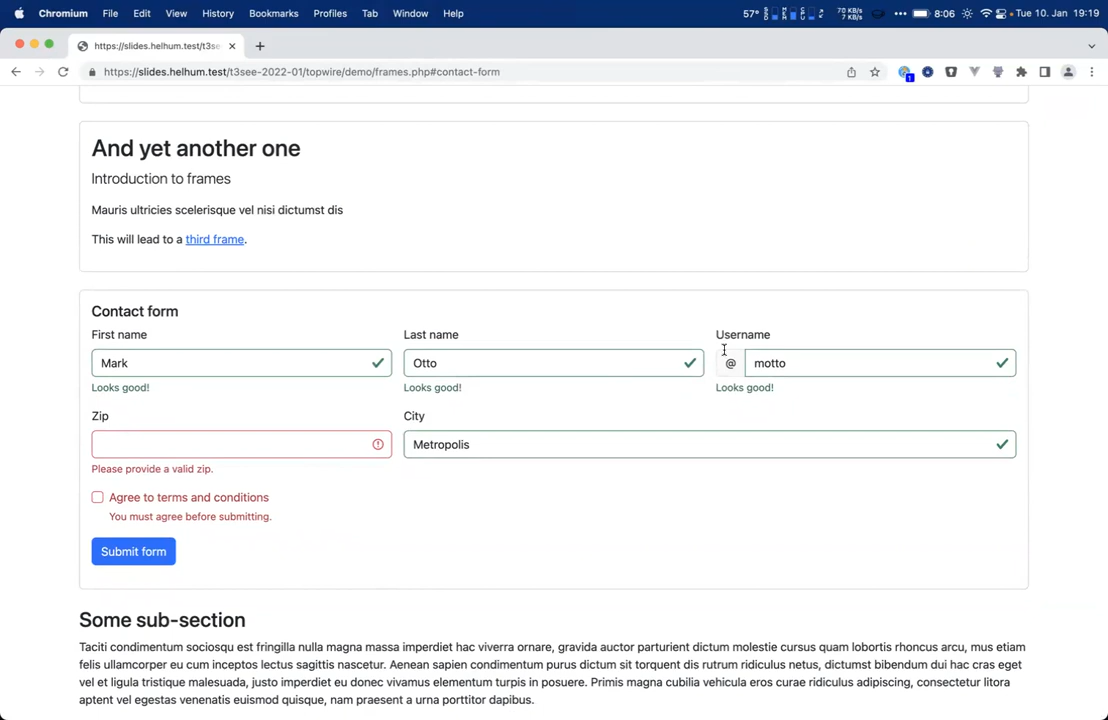 Chromium File Edit View History Bookmarks Profiles Tab Window Help 57° 70 KB/s 7 KB/s 8:06 Tue 10. Jan 19:19
https://slides.helhum.test/t3se
https://slides.helhum.test/t3see-2022-01/topwire/demo/frames.php#contact-form
1
And yet another one
Introduction to frames
Mauris ultricies scelerisque vel nisi dictumst dis
This will lead to a third frame.
Contact form
First name Last name Username
Mark Otto @ motto
Looks good! Looks good! Looks good!
Zip City
Metropolis
Please provide a valid zip.
Agree to terms and conditions
You must agree before submitting.
Submit form
Some sub-section
Taciti condimentum sociosqu est fringilla nulla magna massa imperdiet hac viverra ornare, gravida auctor parturient dictum molestie cursus quam lobortis rhoncus arcu, mus etiam
felis ullamcorper eu cum inceptos lectus sagittis nascetur. Aenean sapien condimentum purus dictum sit torquent dis rutrum ridiculus netus, dictumst bibendum dui hac cras eget
vel et ligula tristique malesuada, justo imperdiet eu donec vivamus elementum turpis in posuere. Primis magna cubilia vehicula eros curae ridiculus adipiscing, consectetur litora
aptent vel egestas venenatis euismod quisque, nam praesent a urna porttitor dapibus.